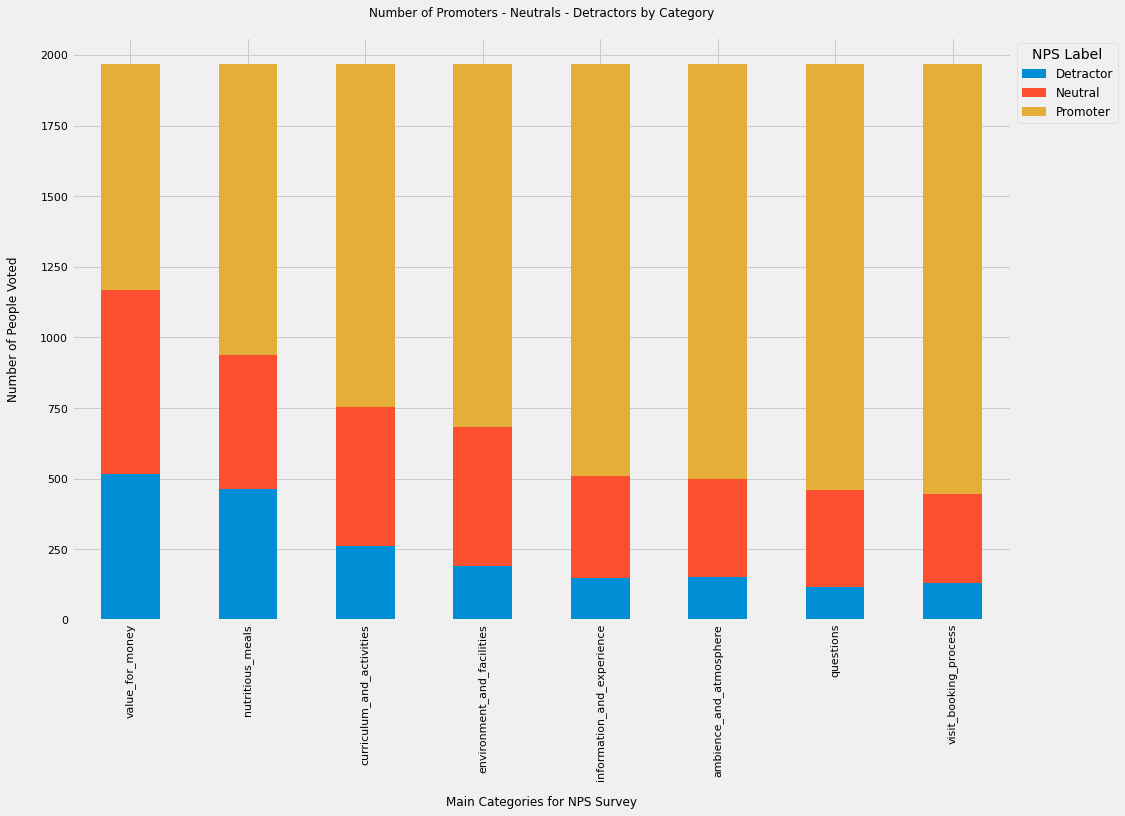 Number of Promoters - Neutrals - Detractors by Category
NPS Label
Detractor
Neutral
Promoter
Number of People Voted
2000
1750
1500
1250
1000
750
500
250
0
value_for_money
nutritious_meals
curriculum_and_activities
environment_and_facilities
information_and_experience
ambience_and_atmosphere
questions
visit_booking_process
Main Categories for NPS Survey